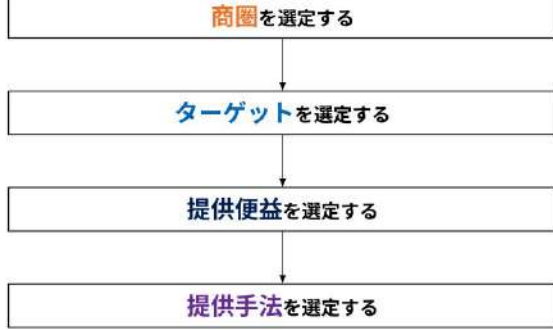 商圏を選定する
ターゲットを選定する
提供便益を選定する
提供手法を選定する